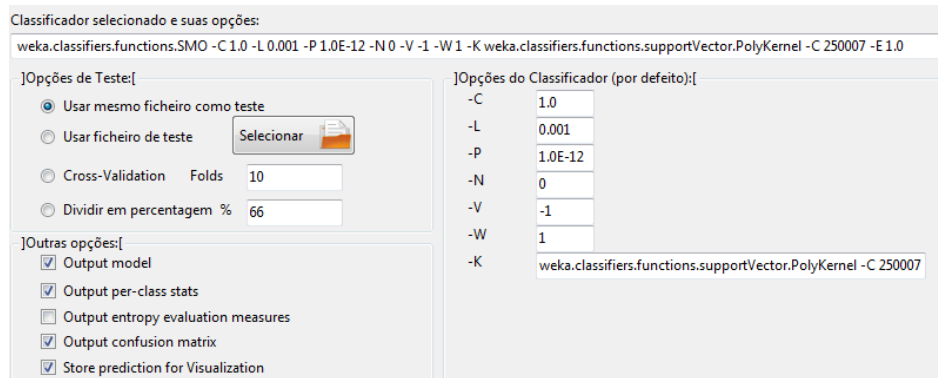 Classificador selecionado e suas opções:
weka.classifiers.functions.SMO -C 1.0 -L 0.001 -P 1.0E-12 -N 0 -V -1 -W 1 -K weka.classifiers.functions.supportVector.PolyKernel -C 250007 -E 1.0
]Opções de Teste:[
Usar mesmo ficheiro como teste
Usar ficheiro de teste Selecionar
Cross-Validation Folds 10
Dividir em percentagem % 66
]Outras opções:[
Output model
Output per-class stats
Output entropy evaluation measures
Output confusion matrix
Store prediction for Visualization
]Opções do Classificador (por defeito):[
-C 1.0
-L 0.001
-P 1.0E-12
-N 0
-V -1
-W 1
-K weka.classifiers.functions.supportVector.PolyKernel -C 250007